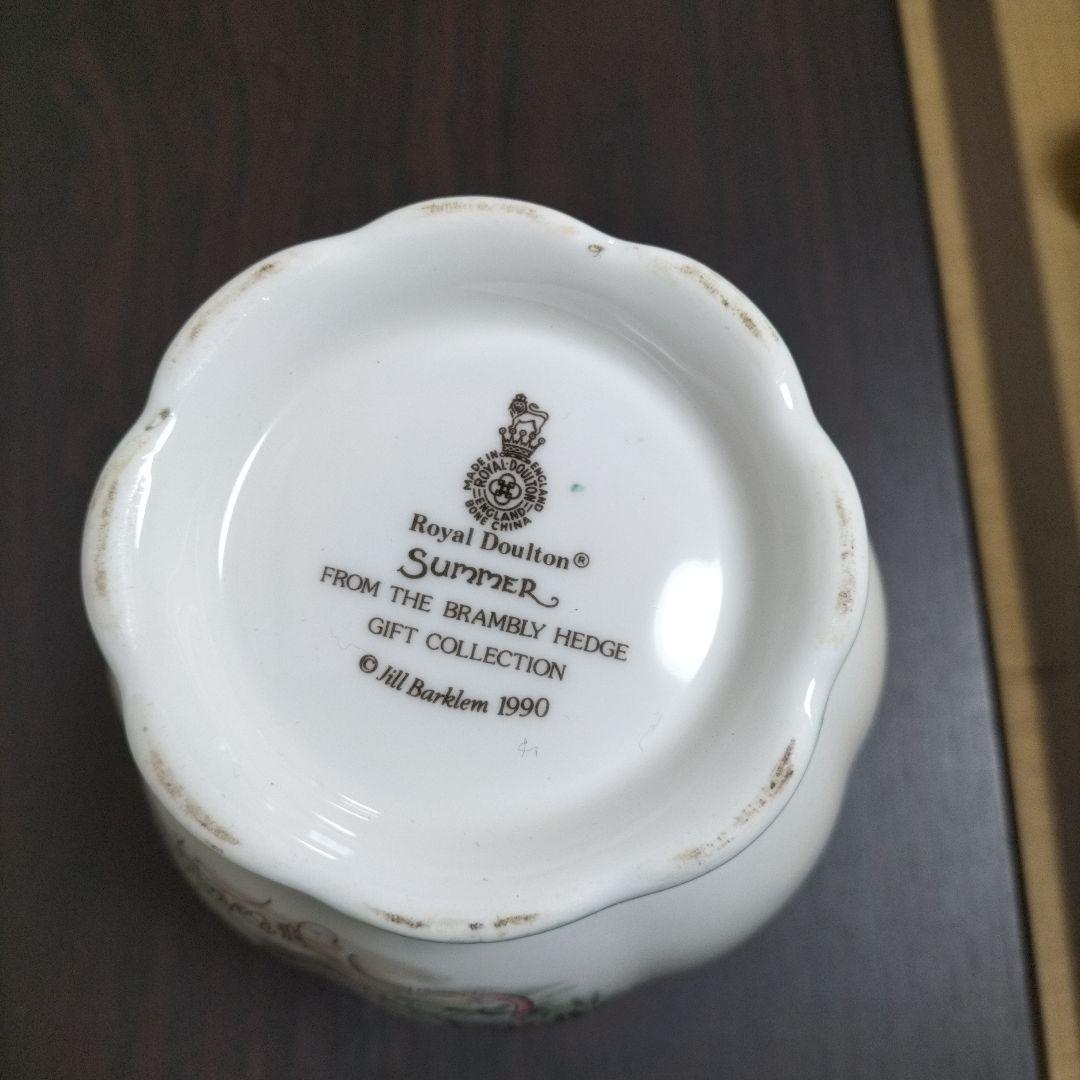 MADE IN ENGLAND
ROYAL·DOULTON
ENGLAND
BONE CHINA
Royal Doulton®
SUMMER
FROM THE BRAMBLY HEDGE
GIFT COLLECTION
© Jill Barklem 1990